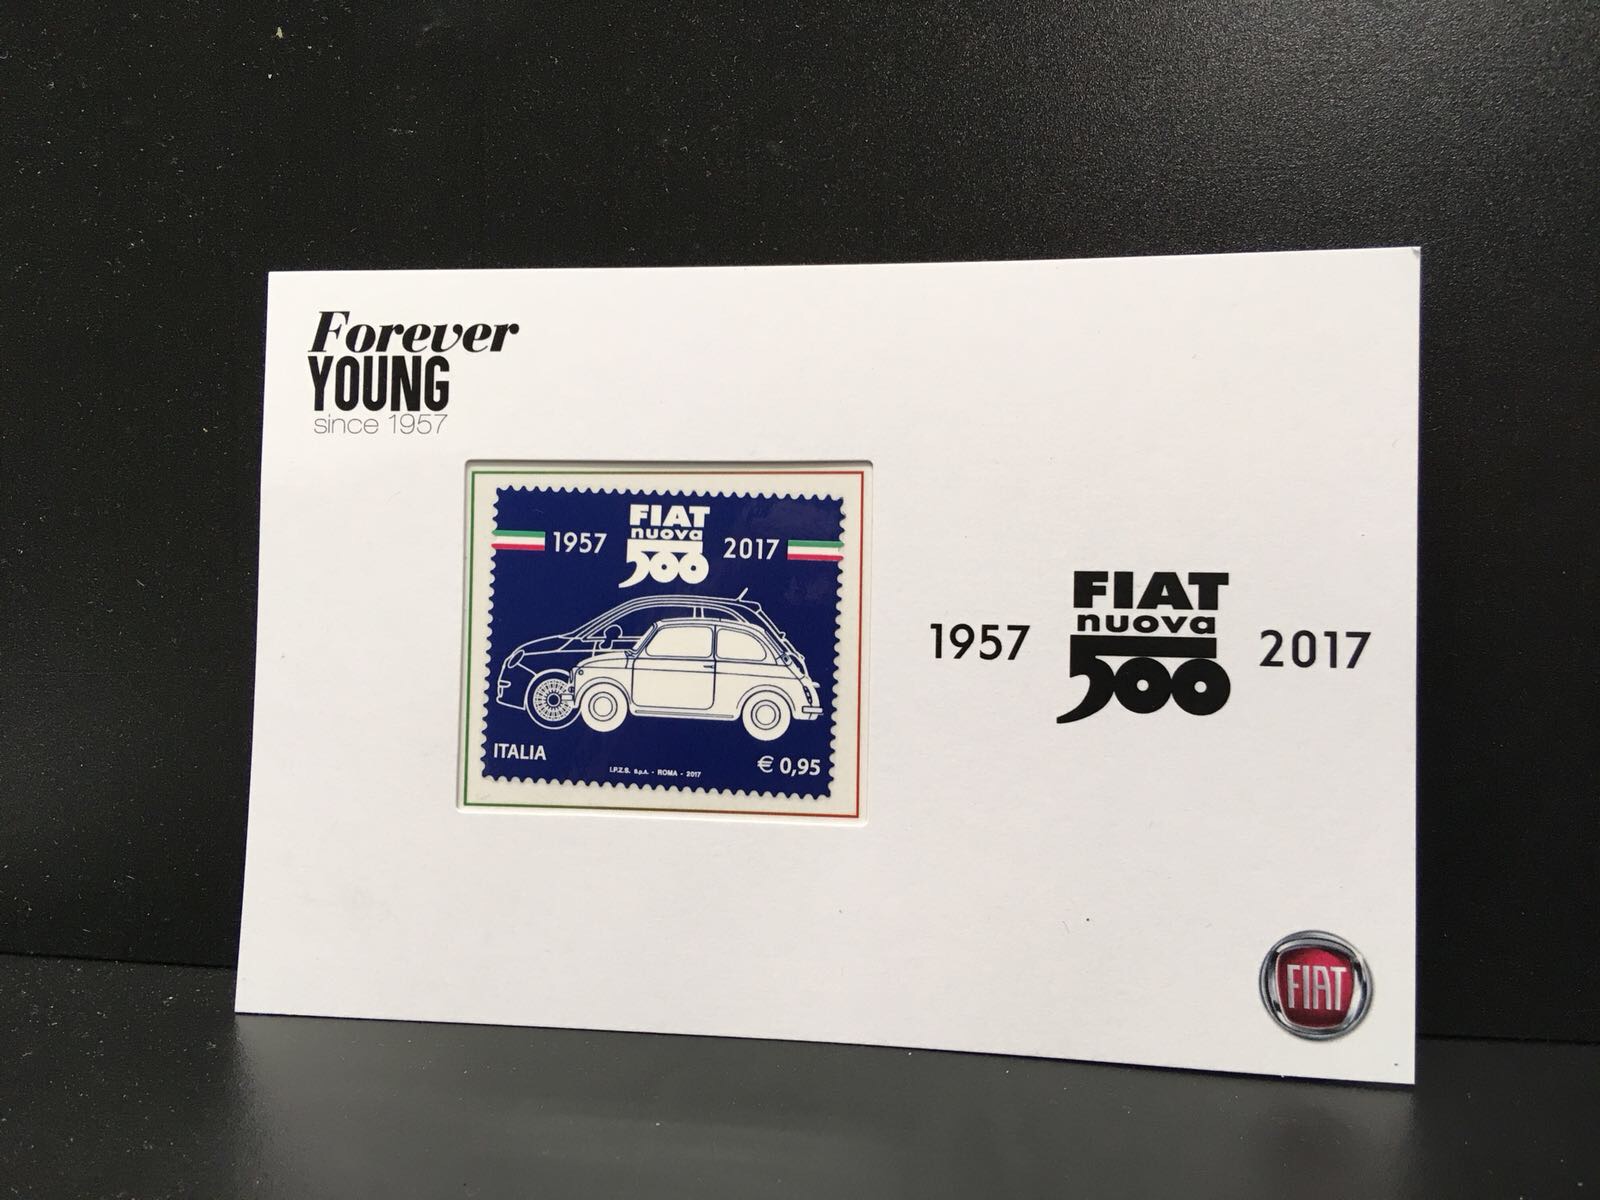 Forever
YOUNG
since 1957
FIAT
nuova
500
1957
2017
ITALIA
I.P.Z.S. S.p.A. - ROMA - 2017
€ 0,95
1957
FIAT
nuova
500
2017
FIAT